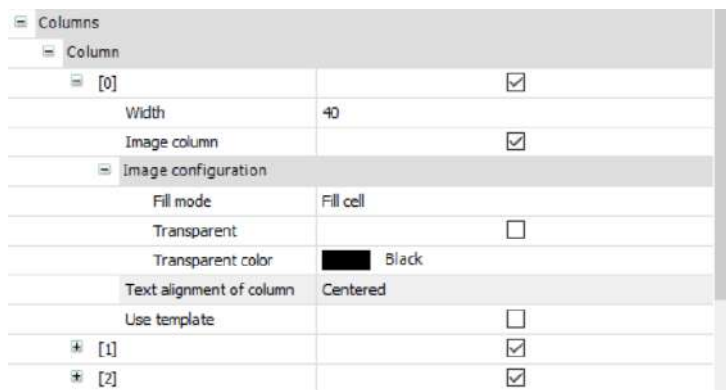 Columns
Column
[0]
Width 40
Image column
Image configuration
Fill mode Fill cell
Transparent
Transparent color Black
Text alignment of column Centered
Use template
[1]
[2]